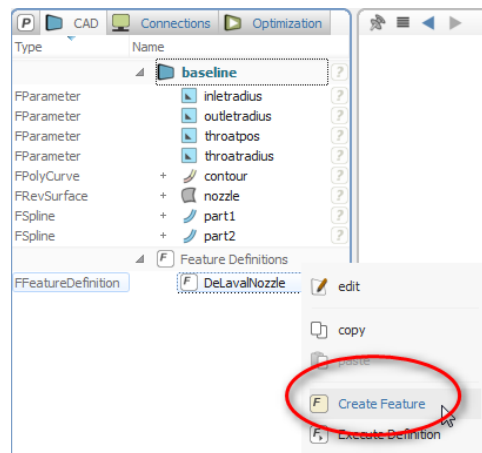 P CAD Connections Optimization
Type Name
baseline ?
FParameter inletradius ?
FParameter outletradius ?
FParameter throatpos ?
FParameter throatradius ?
FPolyCurve + contour ?
FRevSurface + nozzle ?
FSpline + part1 ?
FSpline + part2 ?
F Feature Definitions
FFeatureDefinition F DeLavalNozzle
edit
copy
paste
F Create Feature
F Execute Definition